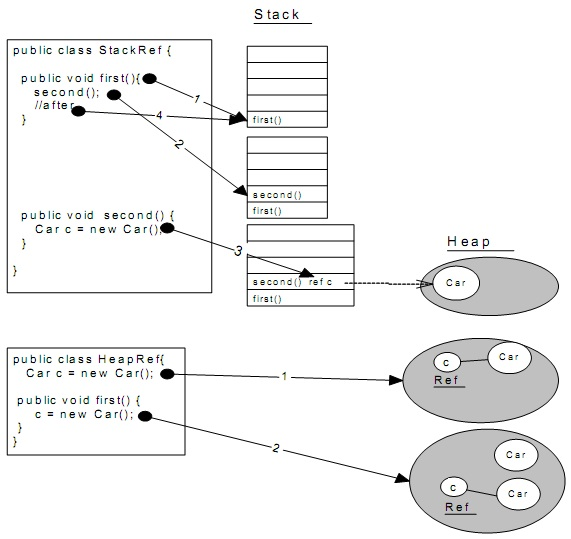 Stack
public class StackRef {
public void first(){
second();
//after
}
1
4
2
first()
second()
first()
public void second() {
Car c = new Car();
}
}
3
second() ref c
first()
Heap
Car
public class HeapRef{
Car c = new Car();
public void first() {
c = new Car();
}
}
1
c
Car
Ref
2
Car
c
Car
Ref